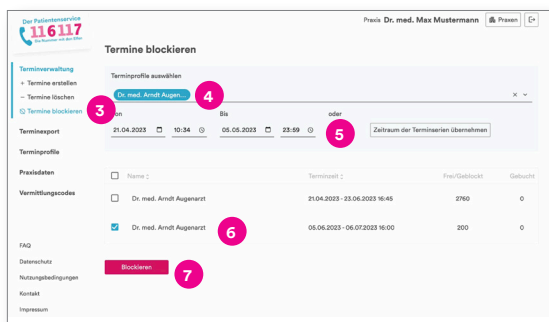 Der Patientenservice
116117
Die Nummer mit den Elfen
Praxis Dr. med. Max Mustermann
Praxen
Termine blockieren
Terminverwaltung
+ Termine erstellen
− Termine löschen
Termine blockieren
Terminexport
Terminprofile
Praxisdaten
Vermittlungscodes
FAQ
Datenschutz
Nutzungsbedingungen
Kontakt
Impressum
3
Terminprofile auswählen
Dr. med. Arndt Augen...
4
Von Bis oder
21.04.2023 10:34 05.05.2023 23:59
5
Zeitraum der Terminserien übernehmen
Name Terminzeit Frei/Geblockt Gebucht
Dr. med. Arndt Augenarzt 21.04.2023 - 23.06.2023 16:45 2760 0
Dr. med. Arndt Augenarzt 05.06.2023 - 06.07.2023 16:00 200 0
6
Blockieren
7